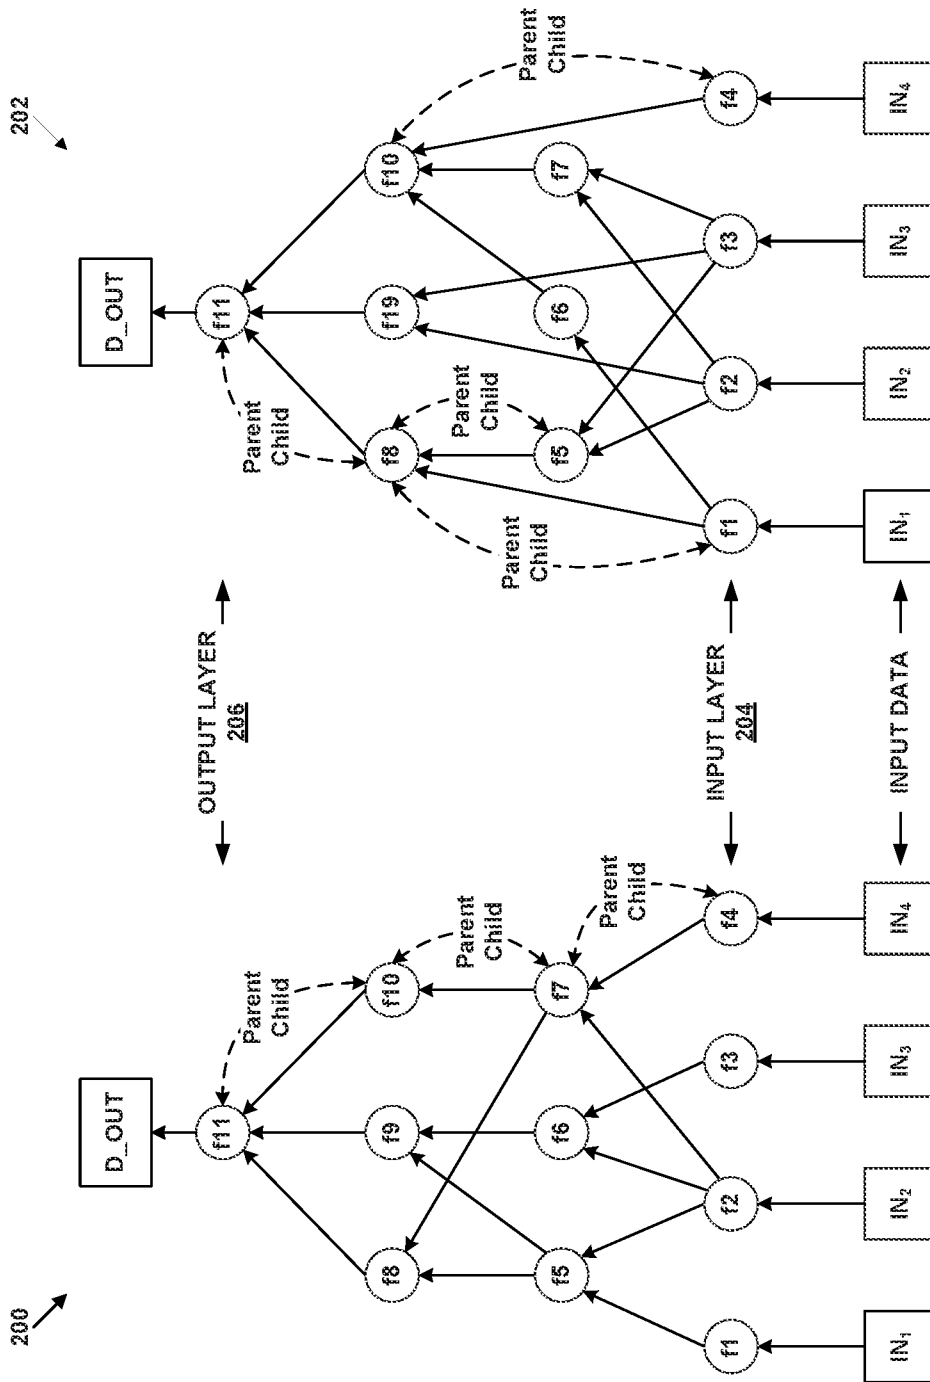 200
D_OUT
f11
Parent
Child
f8
f9
f10
Parent
Child
f5
f6
f7
Parent
Child
f1
f2
f3
f4
IN₁
IN₂
IN₃
IN₄
OUTPUT LAYER
206
INPUT LAYER
204
INPUT DATA
202
D_OUT
f11
Parent
Child
f8
f19
f10
Parent
Child
Parent
Child
Parent
Child
f5
f6
f7
f1
f2
f3
f4
IN₁
IN₂
IN₃
IN₄